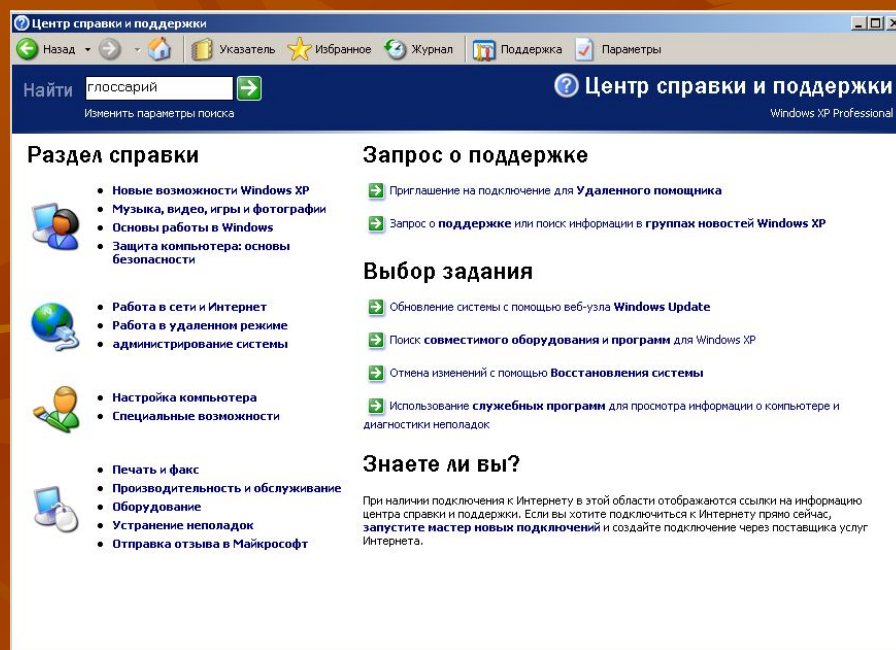 Центр справки и поддержки
Назад
Указатель
Избранное
Журнал
Поддержка
Параметры
Найти
глоссарий
Центр справки и поддержки
Изменить параметры поиска
Windows XP Professional
Раздел справки
Новые возможности Windows XP
Музыка, видео, игры и фотографии
Основы работы в Windows
Защита компьютера: основы
безопасности
Работа в сети и Интернет
Работа в удаленном режиме
администрирование системы
Настройка компьютера
Специальные возможности
Печать и факс
Производительность и обслуживание
Оборудование
Устранение неполадок
Отправка отзыва в Майкрософт
Запрос о поддержке
Приглашение на подключение для Удаленного помощника
Запрос о поддержке или поиск информации в группах новостей Windows XP
Выбор задания
Обновление системы с помощью веб-узла Windows Update
Поиск совместимого оборудования и программ для Windows XP
Отмена изменений с помощью Восстановления системы
Использование служебных программ для просмотра информации о компьютере и
диагностики неполадок
Знаете ли вы?
При наличии подключения к Интернету в этой области отображаются ссылки на информацию
центра справки и поддержки. Если вы хотите подключиться к Интернету прямо сейчас,
запустите мастер новых подключений и создайте подключение через поставщика услуг
Интернета.